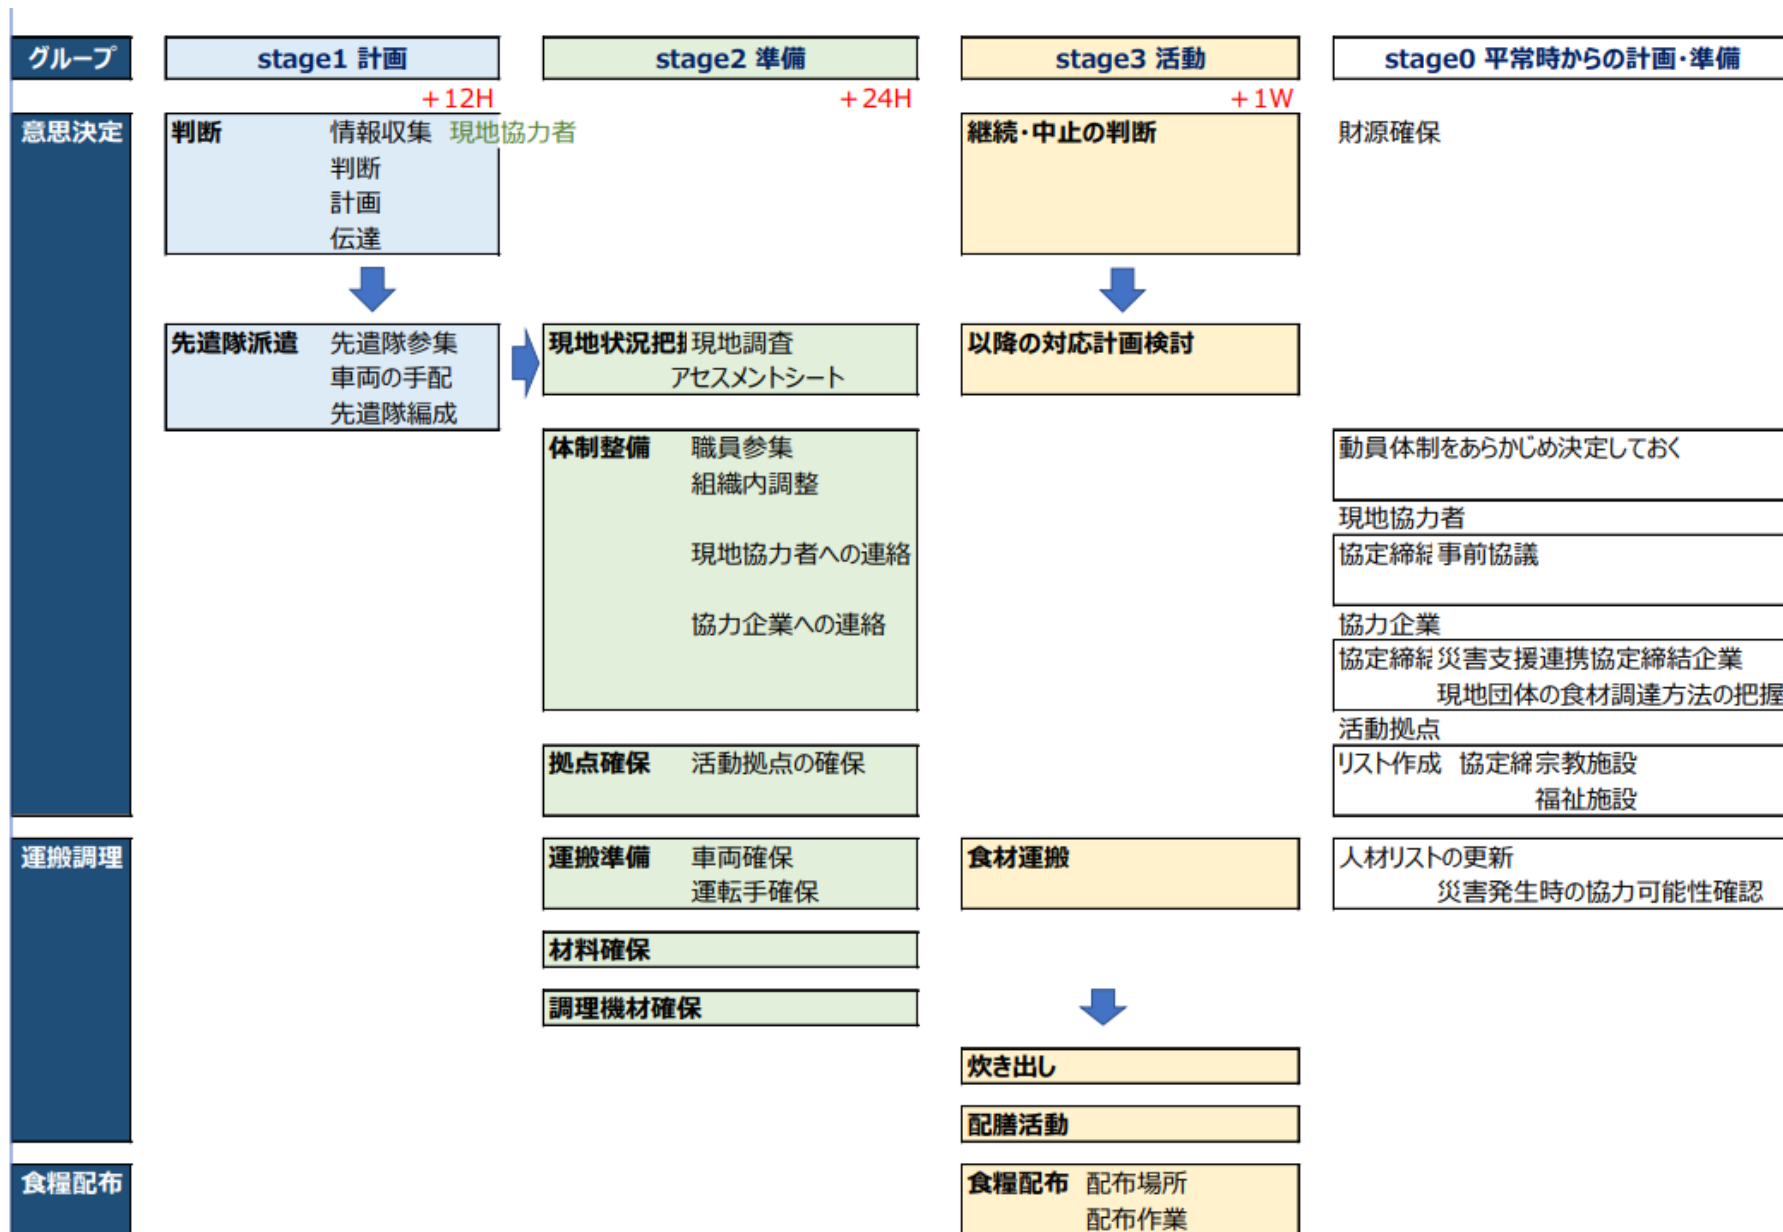 グループ stage1 計画 stage2 準備 stage3 活動 stage0 平常時からの計画・準備
+12H +24H +1W
意思決定 判断 情報収集 現地協力者 継続・中止の判断 財源確保
判断
計画
伝達
先遣隊派遣 先遣隊参集 現地状況把 現地調査 以降の対応計画検討
車両の手配 アセスメントシート
先遣隊編成
体制整備 職員参集 動員体制をあらかじめ決定しておく
組織内調整
現地協力者
現地協力者への連絡 協定締結 事前協議
協力企業への連絡 協力企業
協定締結 災害支援連携協定締結企業
現地団体の食材調達方法の把握
活動拠点
拠点確保 活動拠点の確保 リスト作成 協定締 宗教施設
福祉施設
運搬調理 運搬準備 車両確保 食材運搬 人材リストの更新
運転手確保 災害発生時の協力可能性確認
材料確保
調理機材確保
炊き出し
配膳活動
食糧配布 食糧配布 配布場所
配布作業